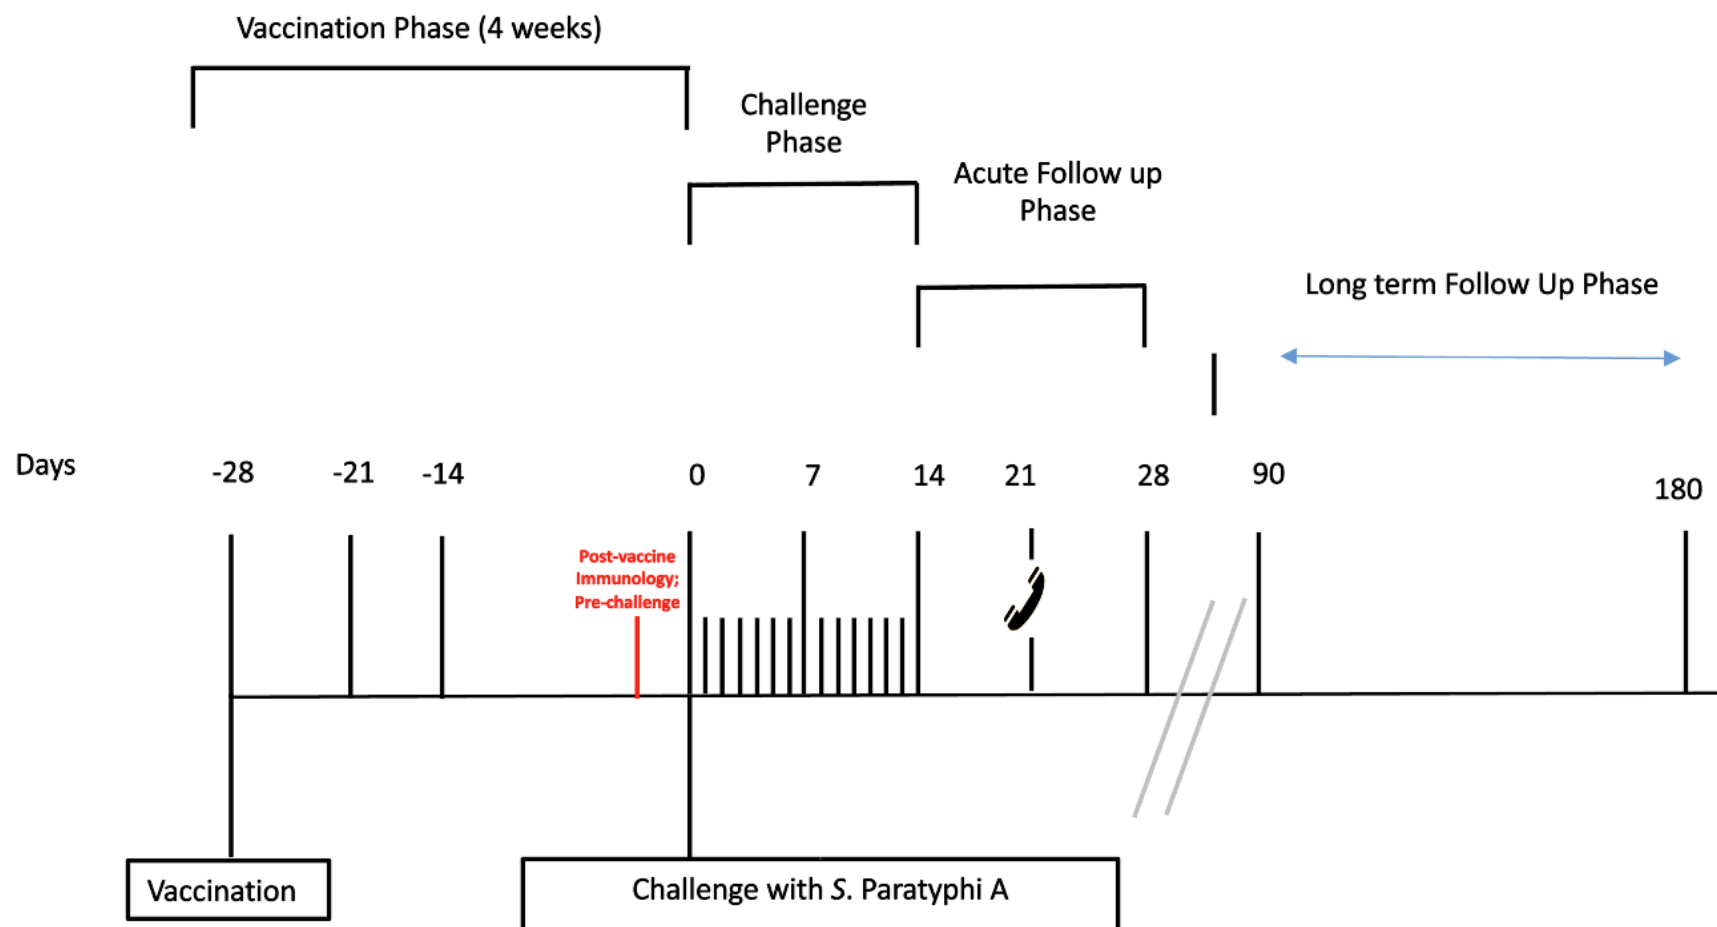 Vaccination Phase (4 weeks)
Challenge
Phase
Acute Follow up
Phase
Long term Follow Up Phase
Days
-28
-21
-14
0
7
14
21
28
90
180
Post-vaccine
Immunology;
Pre-challenge
Vaccination
Challenge with S. Paratyphi A